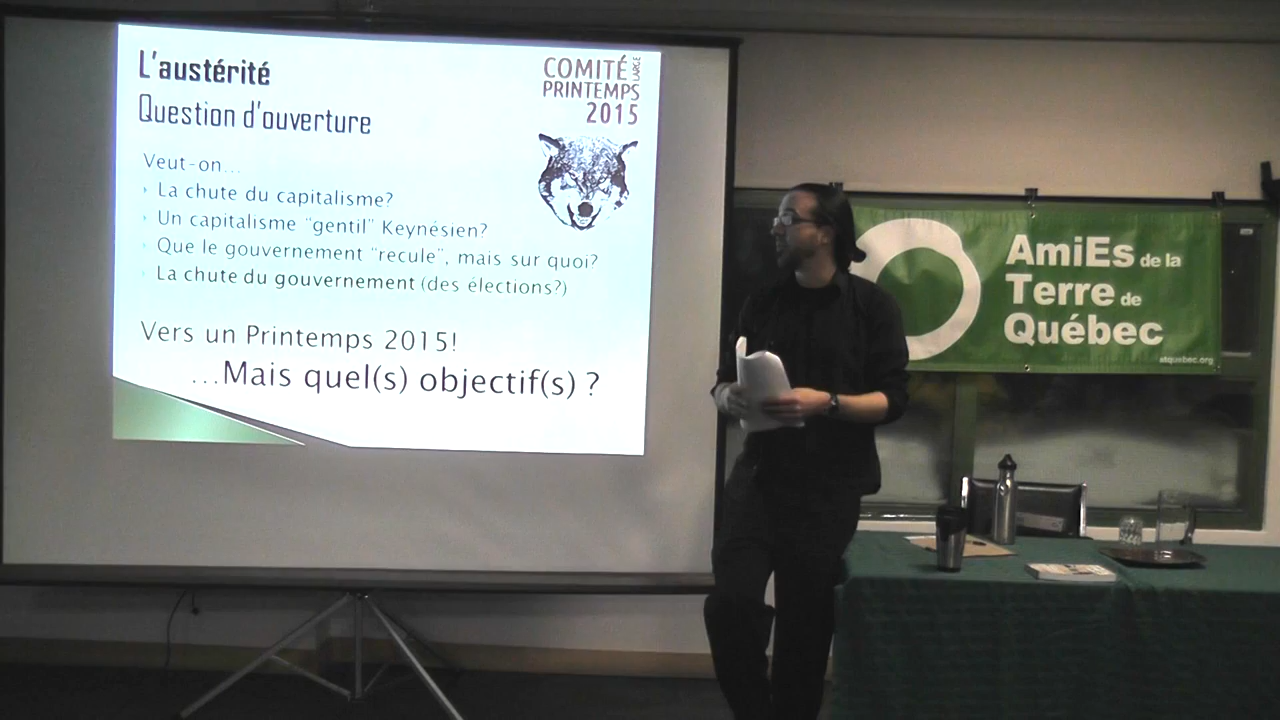 L'austérité
Question d'ouverture
COMITÉ LARGE
PRINTEMPS
2015
Veut-on...
La chute du capitalisme?
Un capitalisme "gentil" Keynésien?
Que le gouvernement "recule", mais sur quoi?
La chute du gouvernement (des élections?)
Vers un Printemps 2015!
...Mais quel(s) objectif(s) ?
AmiEs de la
Terre de
Québec
atquebec.org